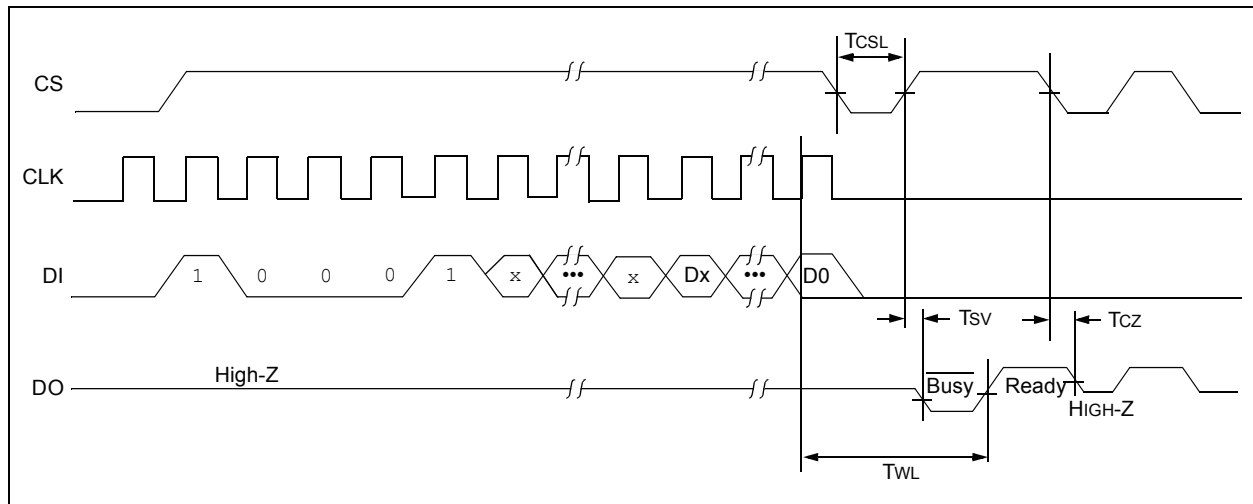 TCSL
CS
CLK
DI 1 0 0 0 1 x ••• x Dx ••• D0
TSV TCZ
High-Z
DO Busy Ready
HIGH-Z
TWL